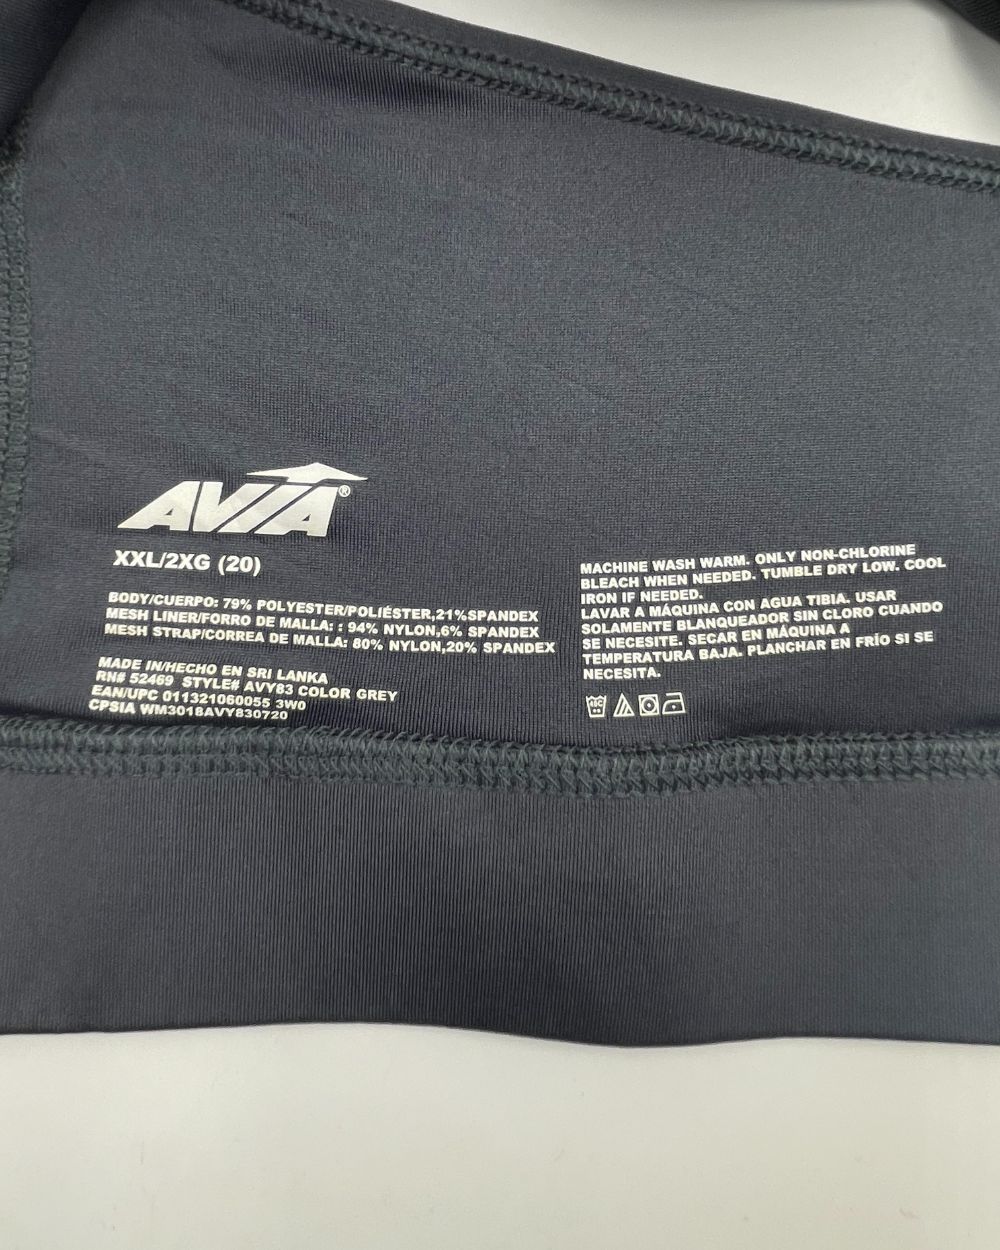 AVIA®
XXL/2XG (20)
BODY/CUERPO: 79% POLYESTER/POLIÉSTER,21%SPANDEX
MESH LINER/FORRO DE MALLA: : 94% NYLON,6% SPANDEX
MESH STRAP/CORREA DE MALLA: 80% NYLON,20% SPANDEX
MADE IN/HECHO EN SRI LANKA
RN# 52469 STYLE# AVY83 COLOR GREY
EAN/UPC 011321060055 3W0
CPSIA WM3018AVY830720
MACHINE WASH WARM. ONLY NON-CHLORINE
BLEACH WHEN NEEDED. TUMBLE DRY LOW. COOL
IRON IF NEEDED.
LAVAR A MÁQUINA CON AGUA TIBIA. USAR
SOLAMENTE BLANQUEADOR SIN CLORO CUANDO
SE NECESITE. SECAR EN MÁQUINA A
TEMPERATURA BAJA. PLANCHAR EN FRÍO SI SE
NECESITA.